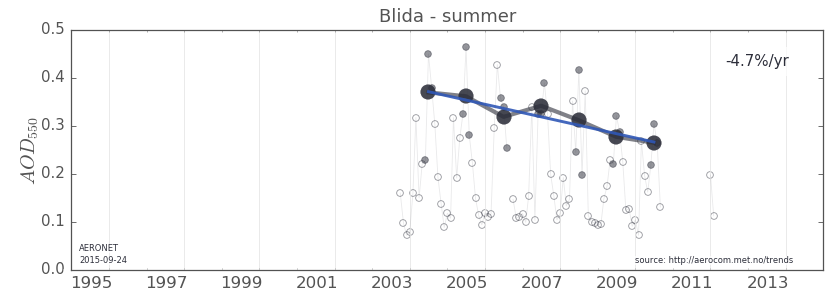 Blida - summer
-4.7%/yr
AOD550
0.5
0.4
0.3
0.2
0.1
0.0
AERONET
2015-09-24
source: http://aerocom.met.no/trends
1995 1997 1999 2001 2003 2005 2007 2009 2011 2013